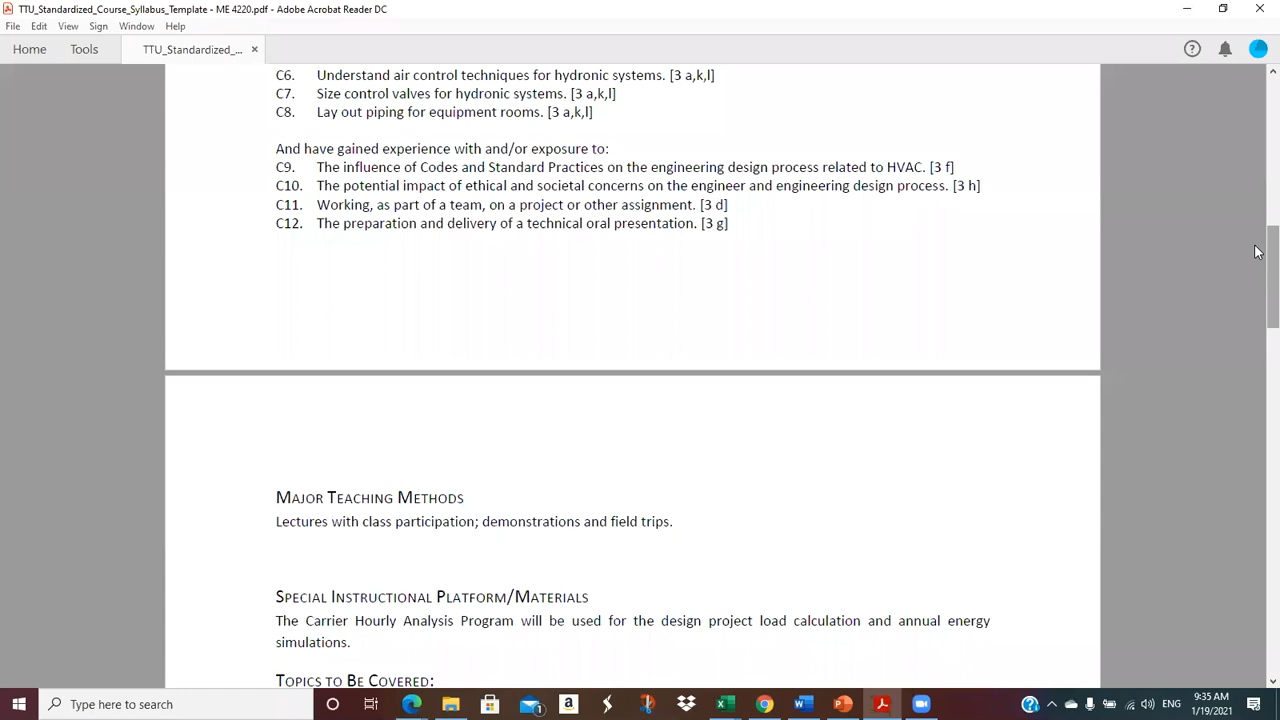 TTU_Standardized_Course_Syllabus_Template - ME 4220.pdf - Adobe Acrobat Reader DC
File Edit View Sign Window Help
Home Tools TTU_Standardized_... ×
C6. Understand air control techniques for hydronic systems. [3 a,k,l]
C7. Size control valves for hydronic systems. [3 a,k,l]
C8. Lay out piping for equipment rooms. [3 a,k,l]
And have gained experience with and/or exposure to:
C9. The influence of Codes and Standard Practices on the engineering design process related to HVAC. [3 f]
C10. The potential impact of ethical and societal concerns on the engineer and engineering design process. [3 h]
C11. Working, as part of a team, on a project or other assignment. [3 d]
C12. The preparation and delivery of a technical oral presentation. [3 g]
MAJOR TEACHING METHODS
Lectures with class participation; demonstrations and field trips.
SPECIAL INSTRUCTIONAL PLATFORM/MATERIALS
The Carrier Hourly Analysis Program will be used for the design project load calculation and annual energy
simulations.
TOPICS TO BE COVERED:
Type here to search
9:35 AM
1/19/2021